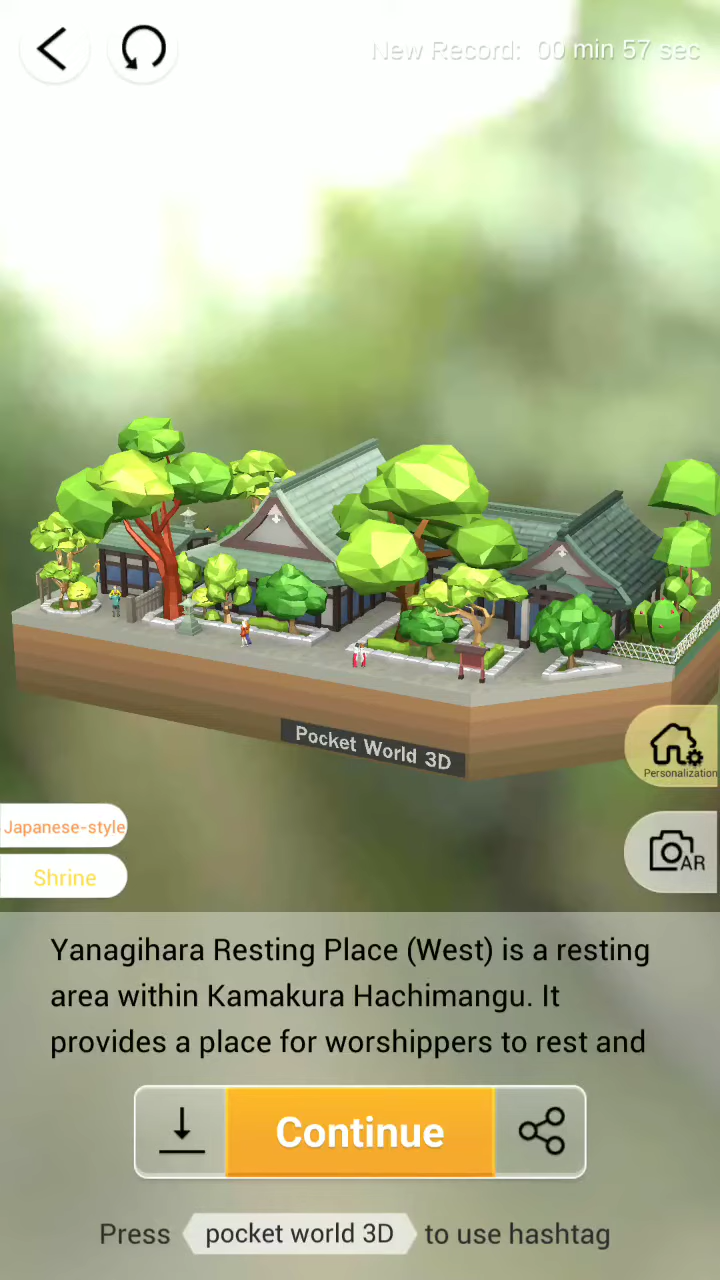 New Record: 00 min 57 sec
Pocket World 3D
Personalization
Japanese-style
AR
Shrine
Yanagihara Resting Place (West) is a resting
area within Kamakura Hachimangu. It
provides a place for worshippers to rest and
Continue
Press pocket world 3D to use hashtag